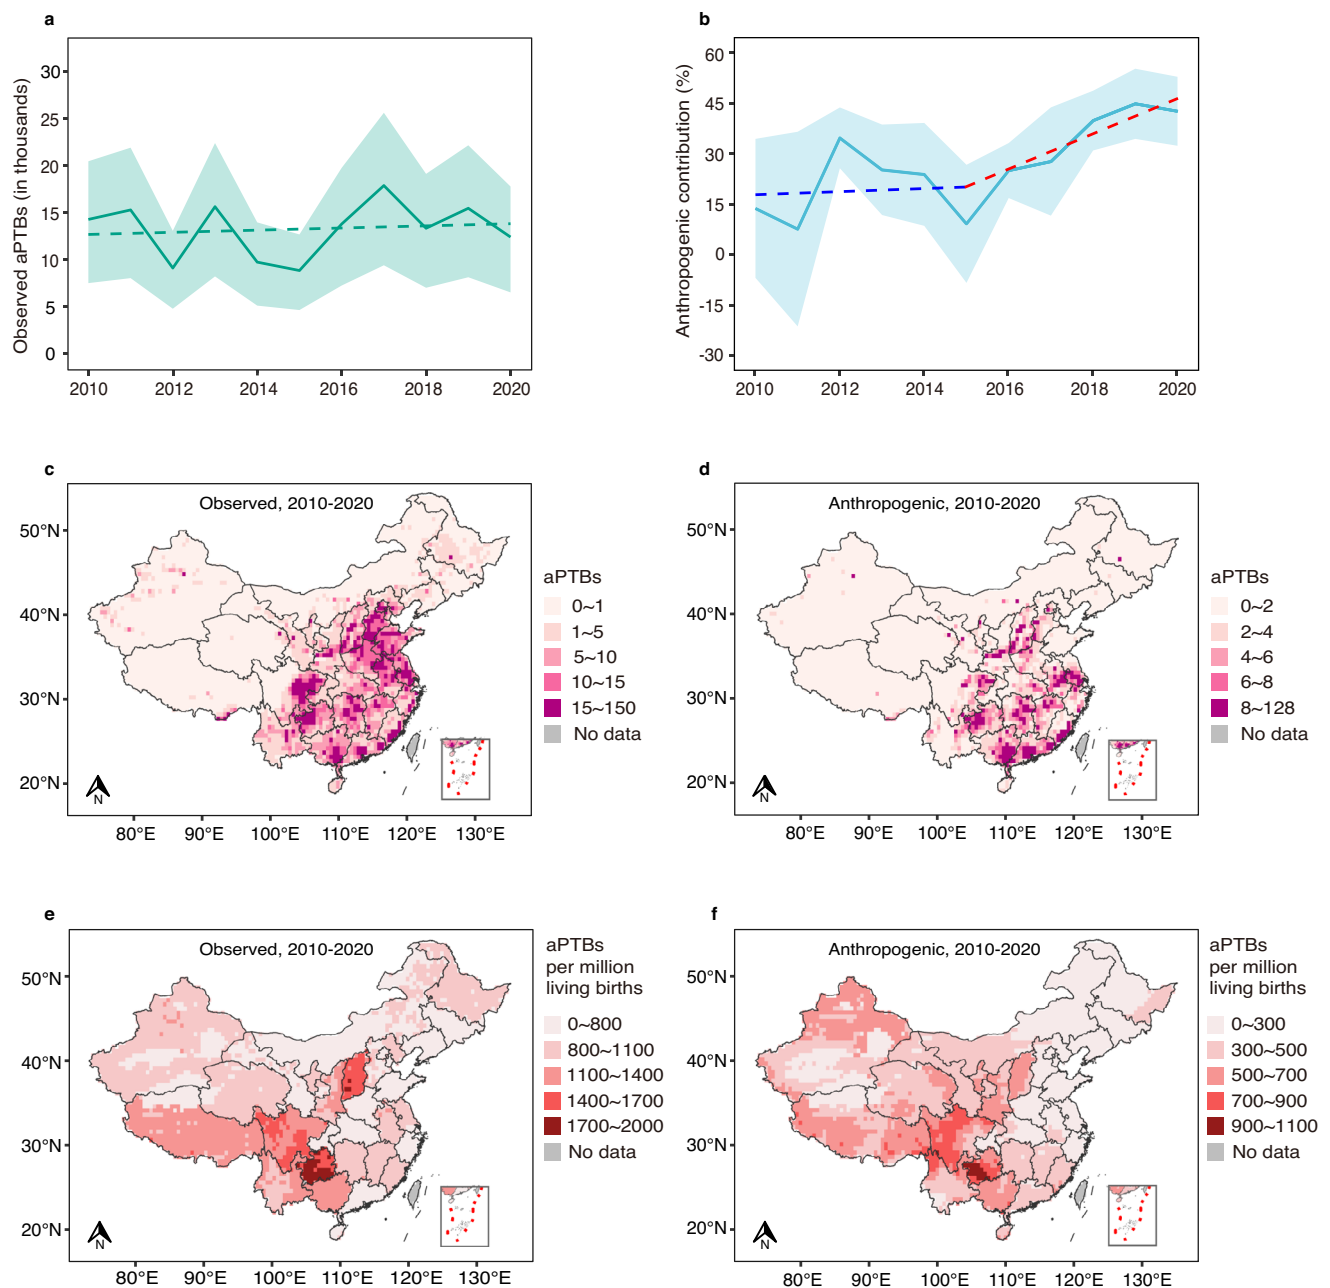 a
Observed aPTBs (in thousands)
30
25
20
15
10
5
0
2010 2012 2014 2016 2018 2020
b
Anthropogenic contribution (%)
60
45
30
15
0
-15
-30
2010 2012 2014 2016 2018 2020
c
Observed, 2010-2020
50°N
40°N
30°N
20°N
N
80°E 90°E 100°E 110°E 120°E 130°E
aPTBs
0~1
1~5
5~10
10~15
15~150
No data
d
Anthropogenic, 2010-2020
50°N
40°N
30°N
20°N
N
80°E 90°E 100°E 110°E 120°E 130°E
aPTBs
0~2
2~4
4~6
6~8
8~128
No data
e
Observed, 2010-2020
50°N
40°N
30°N
20°N
N
80°E 90°E 100°E 110°E 120°E 130°E
aPTBs
per million
living births
0~800
800~1100
1100~1400
1400~1700
1700~2000
No data
f
Anthropogenic, 2010-2020
50°N
40°N
30°N
20°N
N
80°E 90°E 100°E 110°E 120°E 130°E
aPTBs
per million
living births
0~300
300~500
500~700
700~900
900~1100
No data